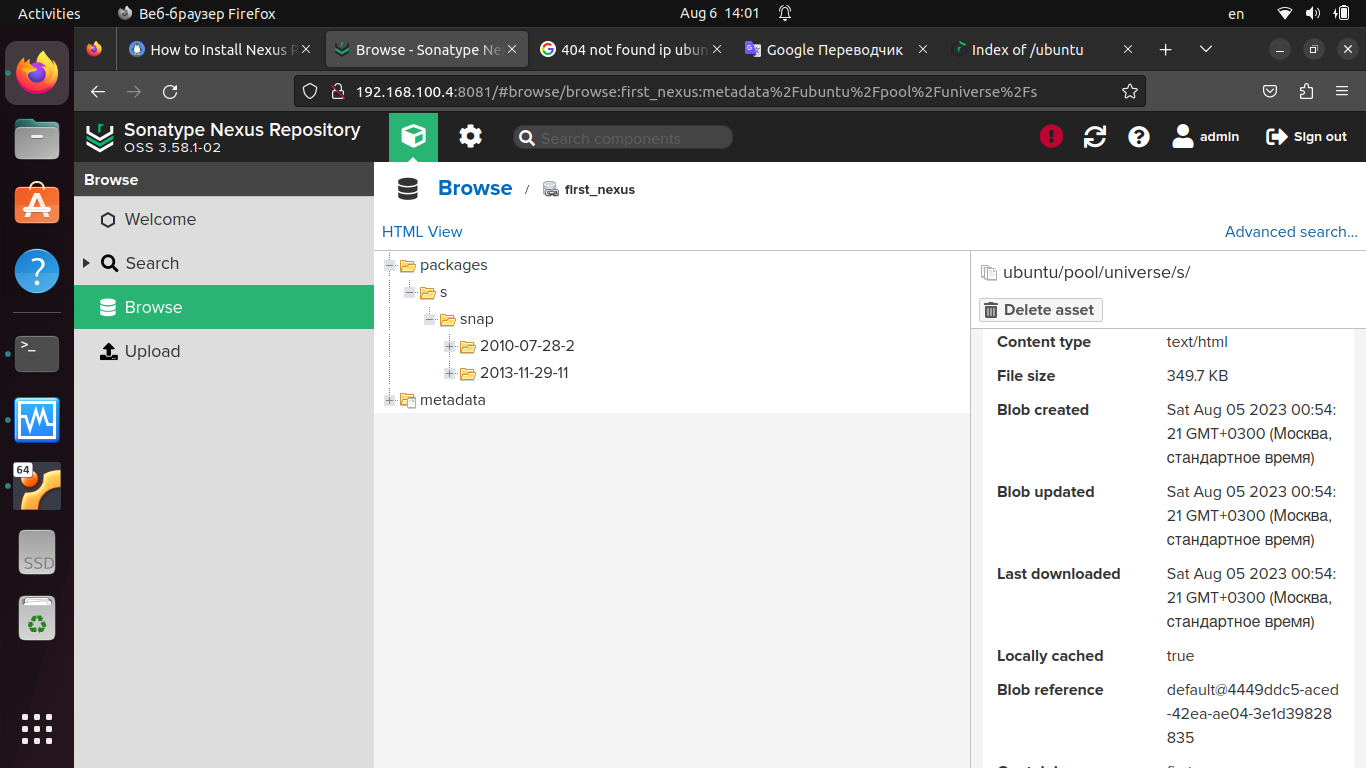 Activities
Веб-браузер Firefox
Aug 6 14:01
en
How to Install Nexus R
Browse - Sonatype Ne
404 not found ip ubun
Google Переводчик
Index of /ubuntu
192.168.100.4:8081/#browse/browse:first_nexus:metadata%2Fubuntu%2Fpool%2Funiverse%2Fs
Sonatype Nexus Repository
OSS 3.58.1-02
Search components
admin
Sign out
Browse
Welcome
Search
Browse
Upload
Browse / first_nexus
HTML View
Advanced search...
packages
s
snap
2010-07-28-2
2013-11-29-11
metadata
ubuntu/pool/universe/s/
Delete asset
Content type text/html
File size 349.7 KB
Blob created Sat Aug 05 2023 00:54:
21 GMT+0300 (Москва,
стандартное время)
Blob updated Sat Aug 05 2023 00:54:
21 GMT+0300 (Москва,
стандартное время)
Last downloaded Sat Aug 05 2023 00:54:
21 GMT+0300 (Москва,
стандартное время)
Locally cached true
Blob reference default@4449ddc5-aced
-42ea-ae04-3e1d39828
835
64
SSD